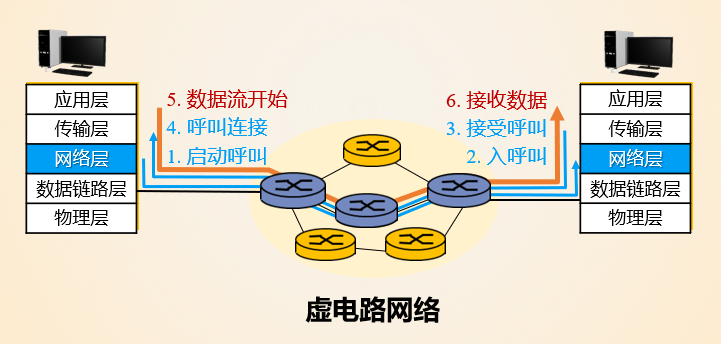 应用层
传输层
网络层
数据链路层
物理层
5. 数据流开始
4. 呼叫连接
1. 启动呼叫
6. 接收数据
3. 接受呼叫
2. 入呼叫
应用层
传输层
网络层
数据链路层
物理层
虚电路网络